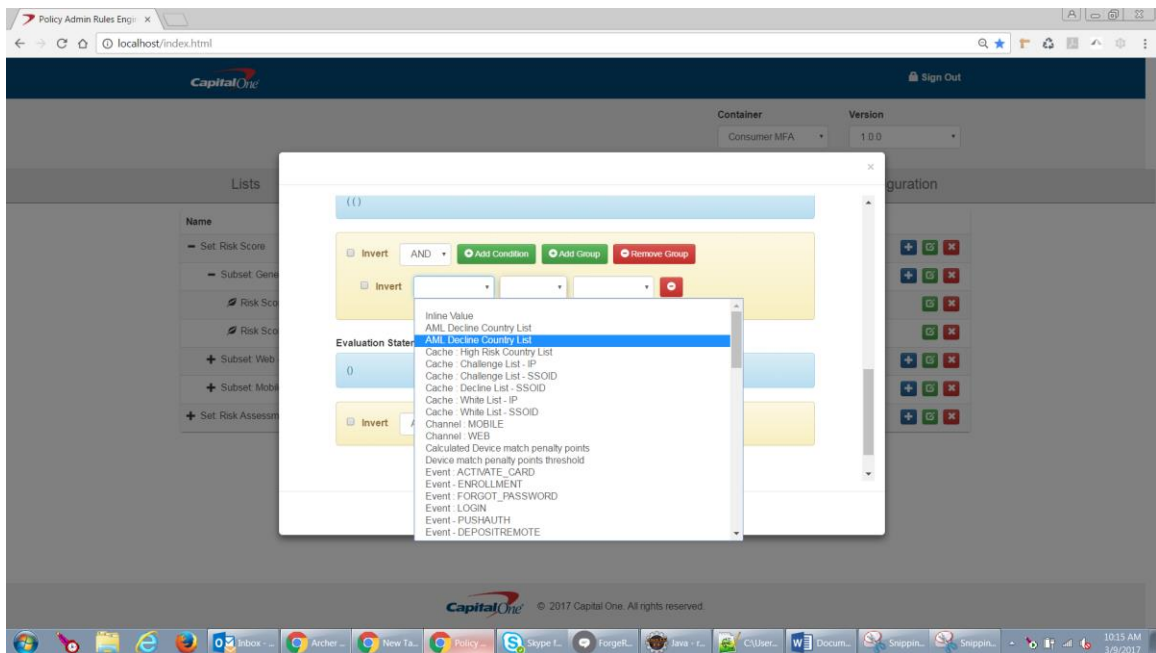 Policy Admin Rules Engi
localhost/index.html
CapitalOne
Sign Out
Container
Version
Consumer MFA
1.0.0
Lists
guration
Name
Set: Risk Score
Subset: Gene
Risk Sco
Risk Sco
Subset: Web
Subset: Mobil
Set: Risk Assessm
(()
Invert AND Add Condition Add Group Remove Group
Invert
Inline Value
AML Decline Country List
AML Decline Country List
Cache : High Risk Country List
Cache : Challenge List - IP
Cache : Challenge List - SSOID
Cache : Decline List - SSOID
Cache : White List - IP
Cache : White List - SSOID
Channel : MOBILE
Channel : WEB
Calculated Device match penalty points
Device match penalty points threshold
Event : ACTIVATE_CARD
Event - ENROLLMENT
Event : FORGOT_PASSWORD
Event : LOGIN
Event - PUSHAUTH
Event - DEPOSITREMOTE
Evaluation Stater
()
Invert
CapitalOne © 2017 Capital One. All rights reserved.
Inbox - ... Archer ... New Ta... Policy ... Skype f... ForgeR... Java - r... C:\User... Docum... Snippin... Snippin...
10:15 AM
3/9/2017